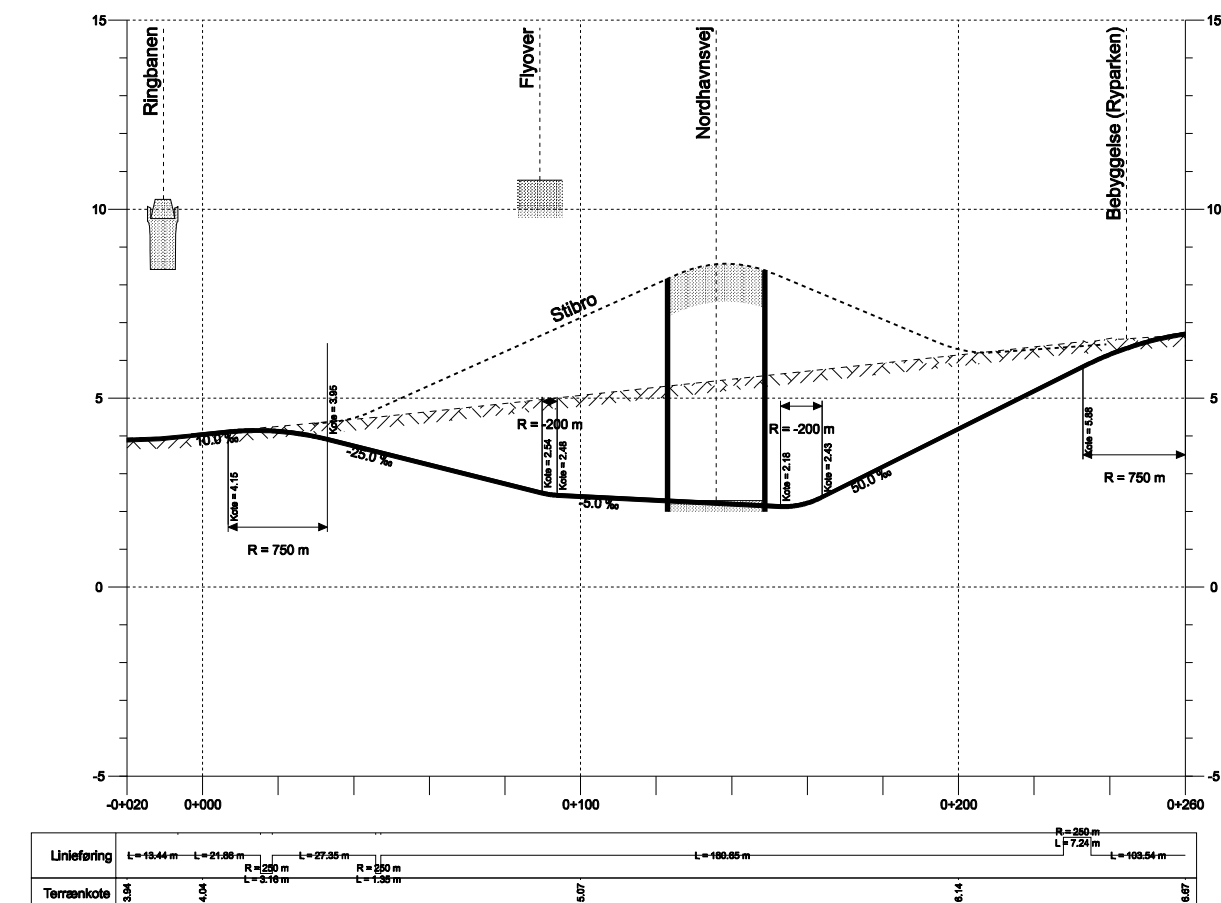 15
15
Ringbanen
Flyover
Nordhavnsvej
Bebyggelse (Ryparken)
10
10
Stibro
5
5
Kote = 3.95
R = -200 m
R = -200 m
10.0 ‰
-25.0 ‰
Kote = 4.15
Kote = 2.54
Kote = 2.48
-5.0 ‰
Kote = 2.18
Kote = 2.43
50.0 ‰
Kote = 5.88
R = 750 m
R = 750 m
0
0
-5
-5
-0+020
0+000
0+100
0+200
0+260
Linieføring
L = 13.44 m
L = 21.88 m
R = 250 m
L = 3.16 m
L = 27.35 m
R = 250 m
L = 1.35 m
L = 180.65 m
R = 250 m
L = 7.24 m
L = 103.54 m
Terrænkote
3.94
4.04
5.07
6.14
6.67